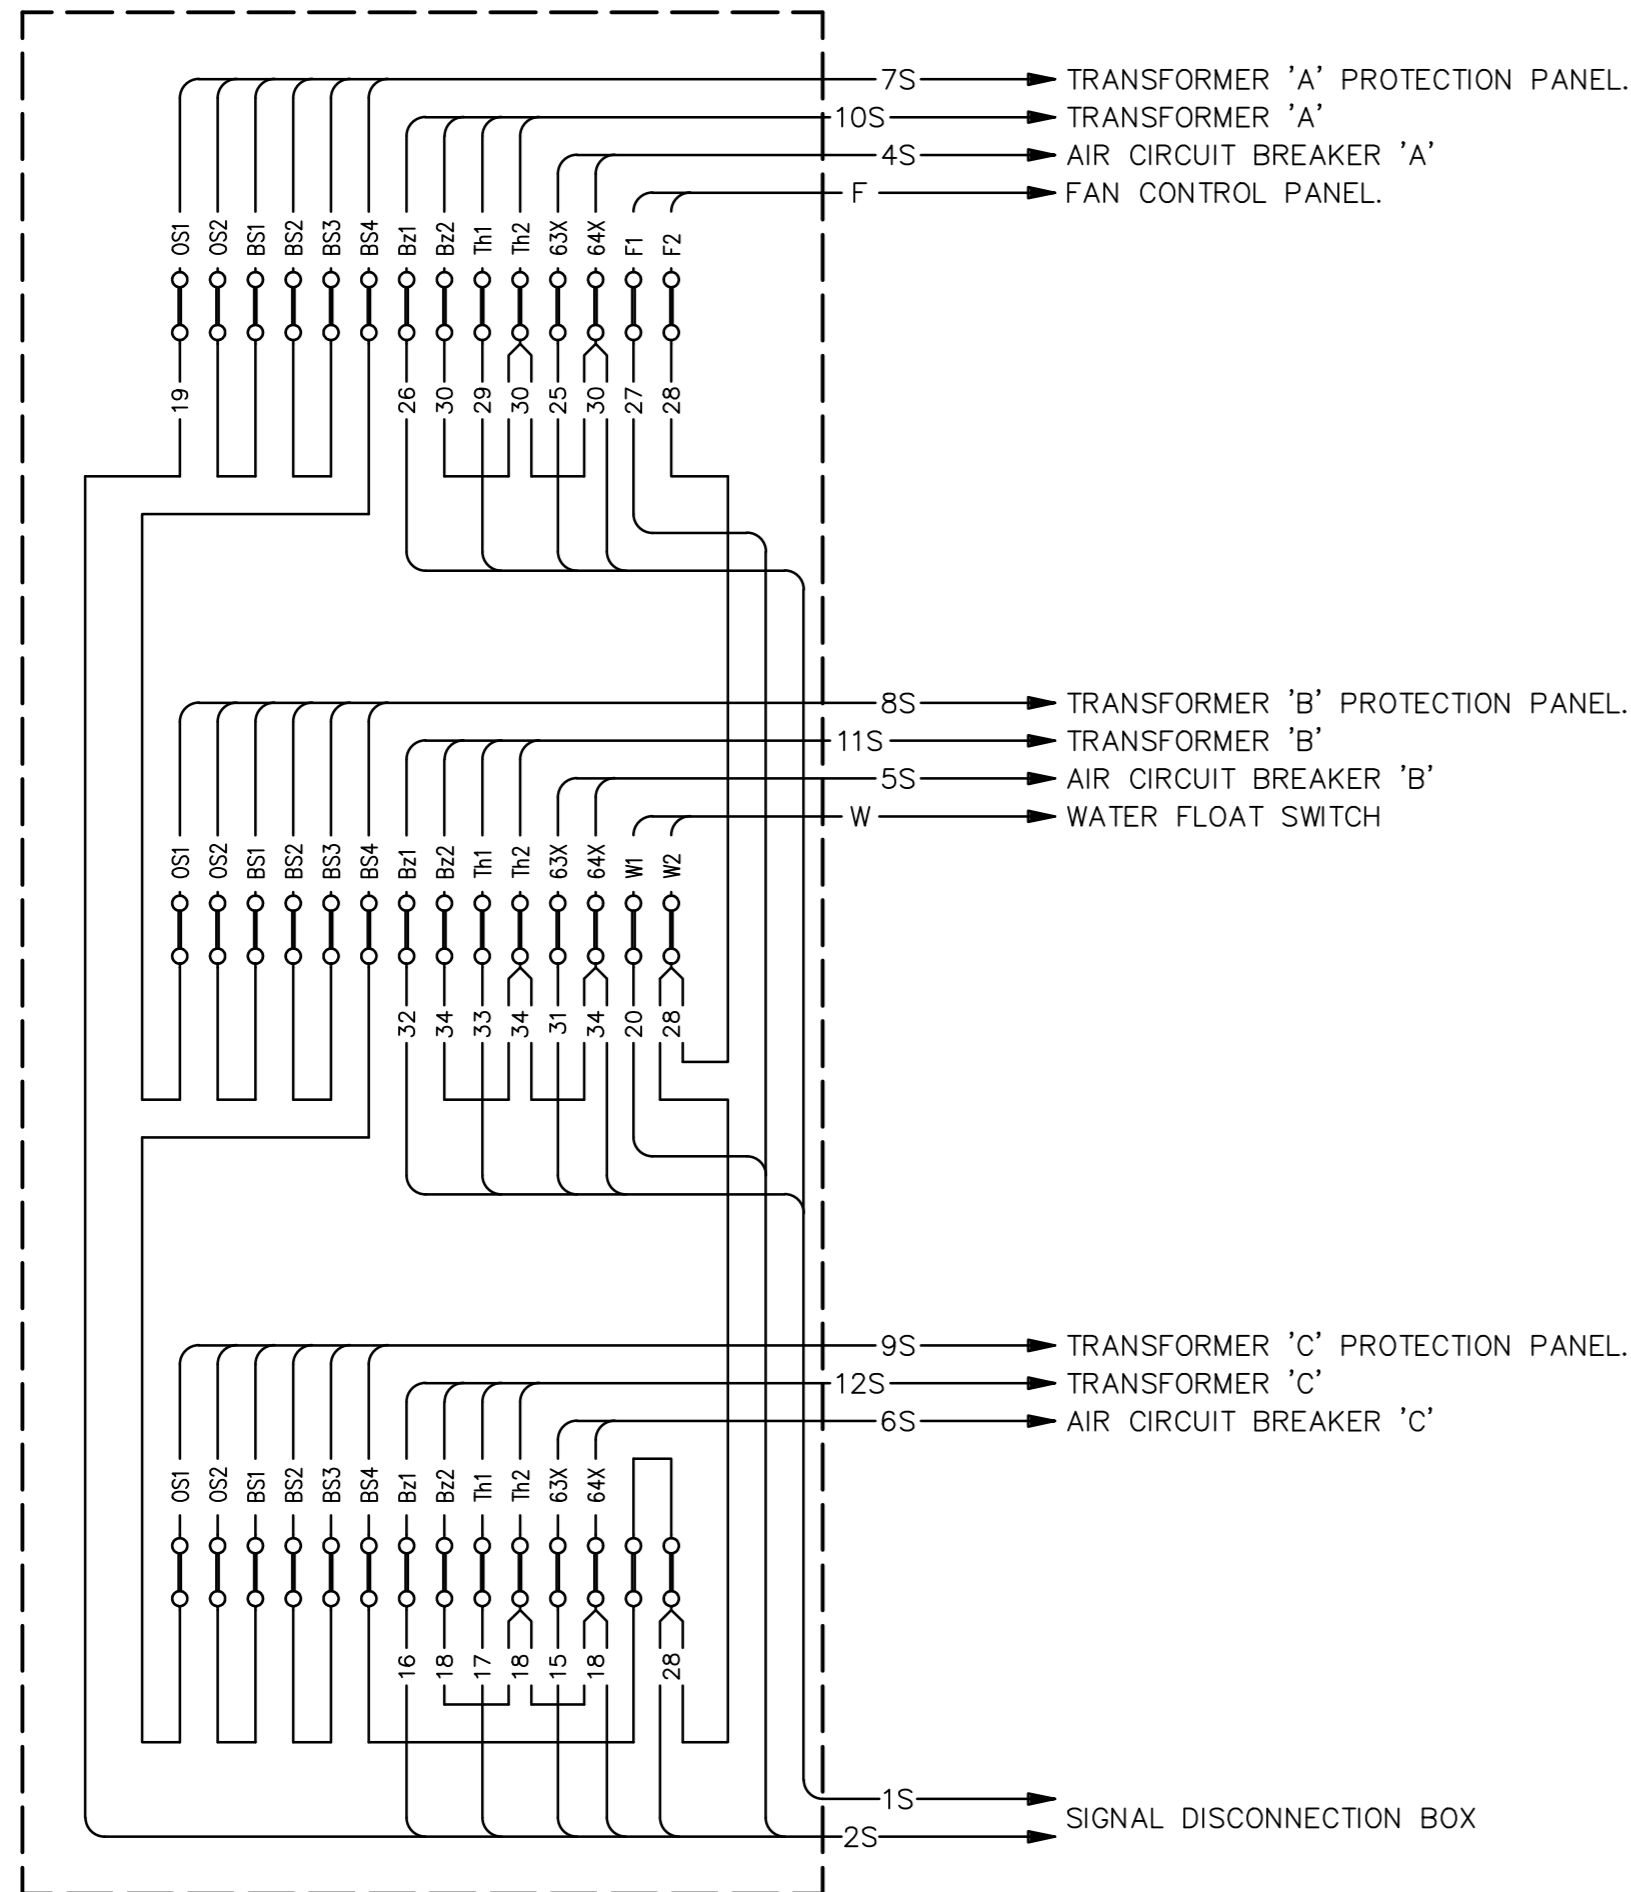 7S TRANSFORMER 'A' PROTECTION PANEL.
10S TRANSFORMER 'A'
4S AIR CIRCUIT BREAKER 'A'
F FAN CONTROL PANEL.
OS1 OS2 BS1 BS2 BS3 BS4 Bz1 Bz2 Th1 Th2 63X 64X F1 F2
19 26 30 29 30 25 30 27 28
8S TRANSFORMER 'B' PROTECTION PANEL.
11S TRANSFORMER 'B'
5S AIR CIRCUIT BREAKER 'B'
W WATER FLOAT SWITCH
OS1 OS2 BS1 BS2 BS3 BS4 Bz1 Bz2 Th1 Th2 63X 64X W1 W2
32 34 33 34 31 34 20 28
9S TRANSFORMER 'C' PROTECTION PANEL.
12S TRANSFORMER 'C'
6S AIR CIRCUIT BREAKER 'C'
OS1 OS2 BS1 BS2 BS3 BS4 Bz1 Bz2 Th1 Th2 63X 64X
16 18 17 18 15 18 28
1S
SIGNAL DISCONNECTION BOX
2S